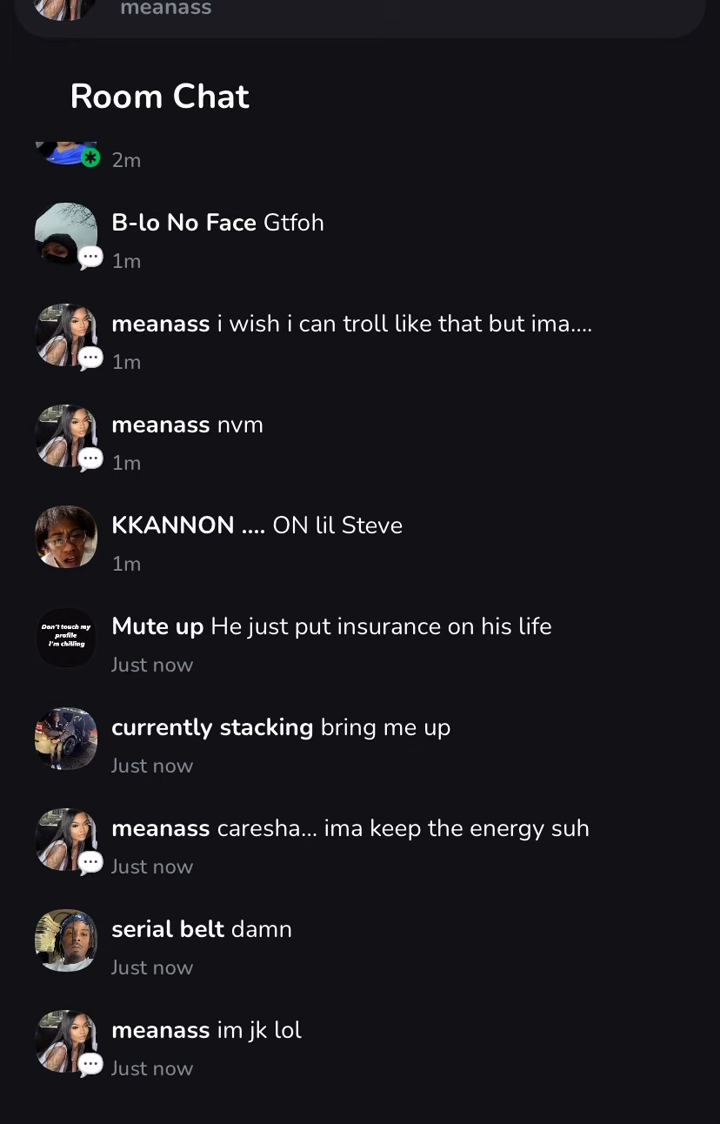 meanass
Room Chat
2m
B-lo No Face Gtfoh
1m
meanass i wish i can troll like that but ima....
1m
meanass nvm
1m
KKANNON .... ON lil Steve
1m
Don't touch my
profile
I'm chilling
Mute up He just put insurance on his life
Just now
currently stacking bring me up
Just now
meanass caresha... ima keep the energy suh
Just now
serial belt damn
Just now
meanass im jk lol
Just now